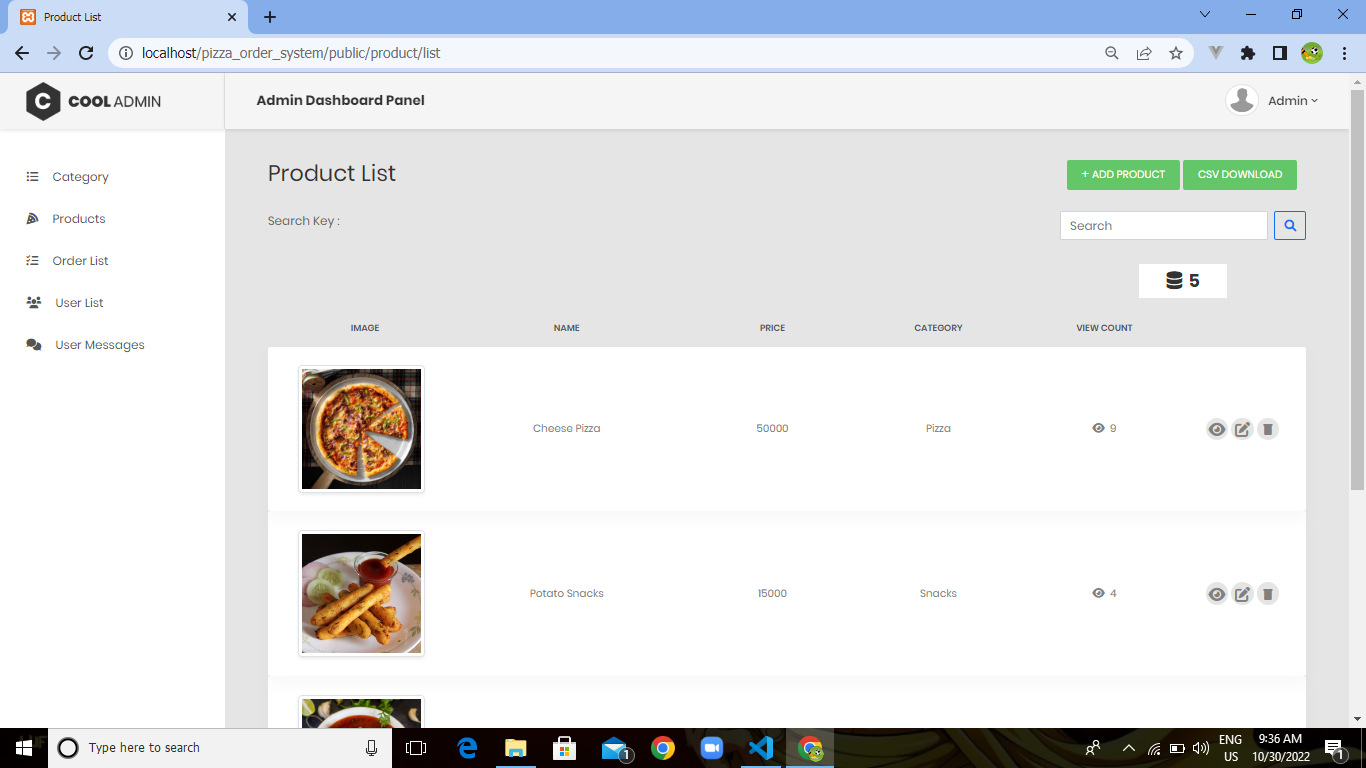 Product List
localhost/pizza_order_system/public/product/list
C COOL ADMIN
Admin Dashboard Panel
Admin
Category
Products
Order List
User List
User Messages
Product List
+ ADD PRODUCT
CSV DOWNLOAD
Search Key :
Search
5
IMAGE NAME PRICE CATEGORY VIEW COUNT
Cheese Pizza 50000 Pizza 9
Potato Snacks 15000 Snacks 4
Type here to search
1
ENG
US
9:36 AM
10/30/2022
1